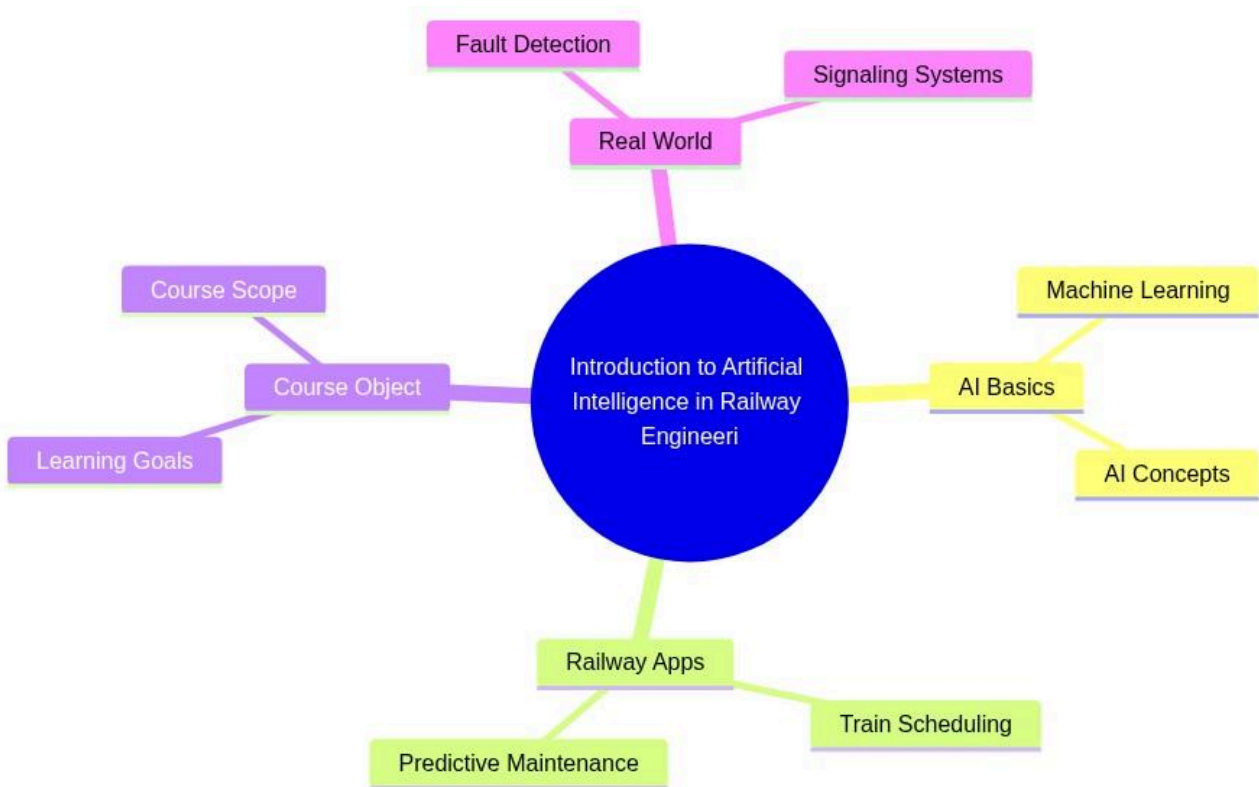 Fault Detection
Signaling Systems
Real World
Course Scope
Machine Learning
Introduction to Artificial
Intelligence in Railway
Engineeri
Course Object
AI Basics
Learning Goals
AI Concepts
Railway Apps
Train Scheduling
Predictive Maintenance